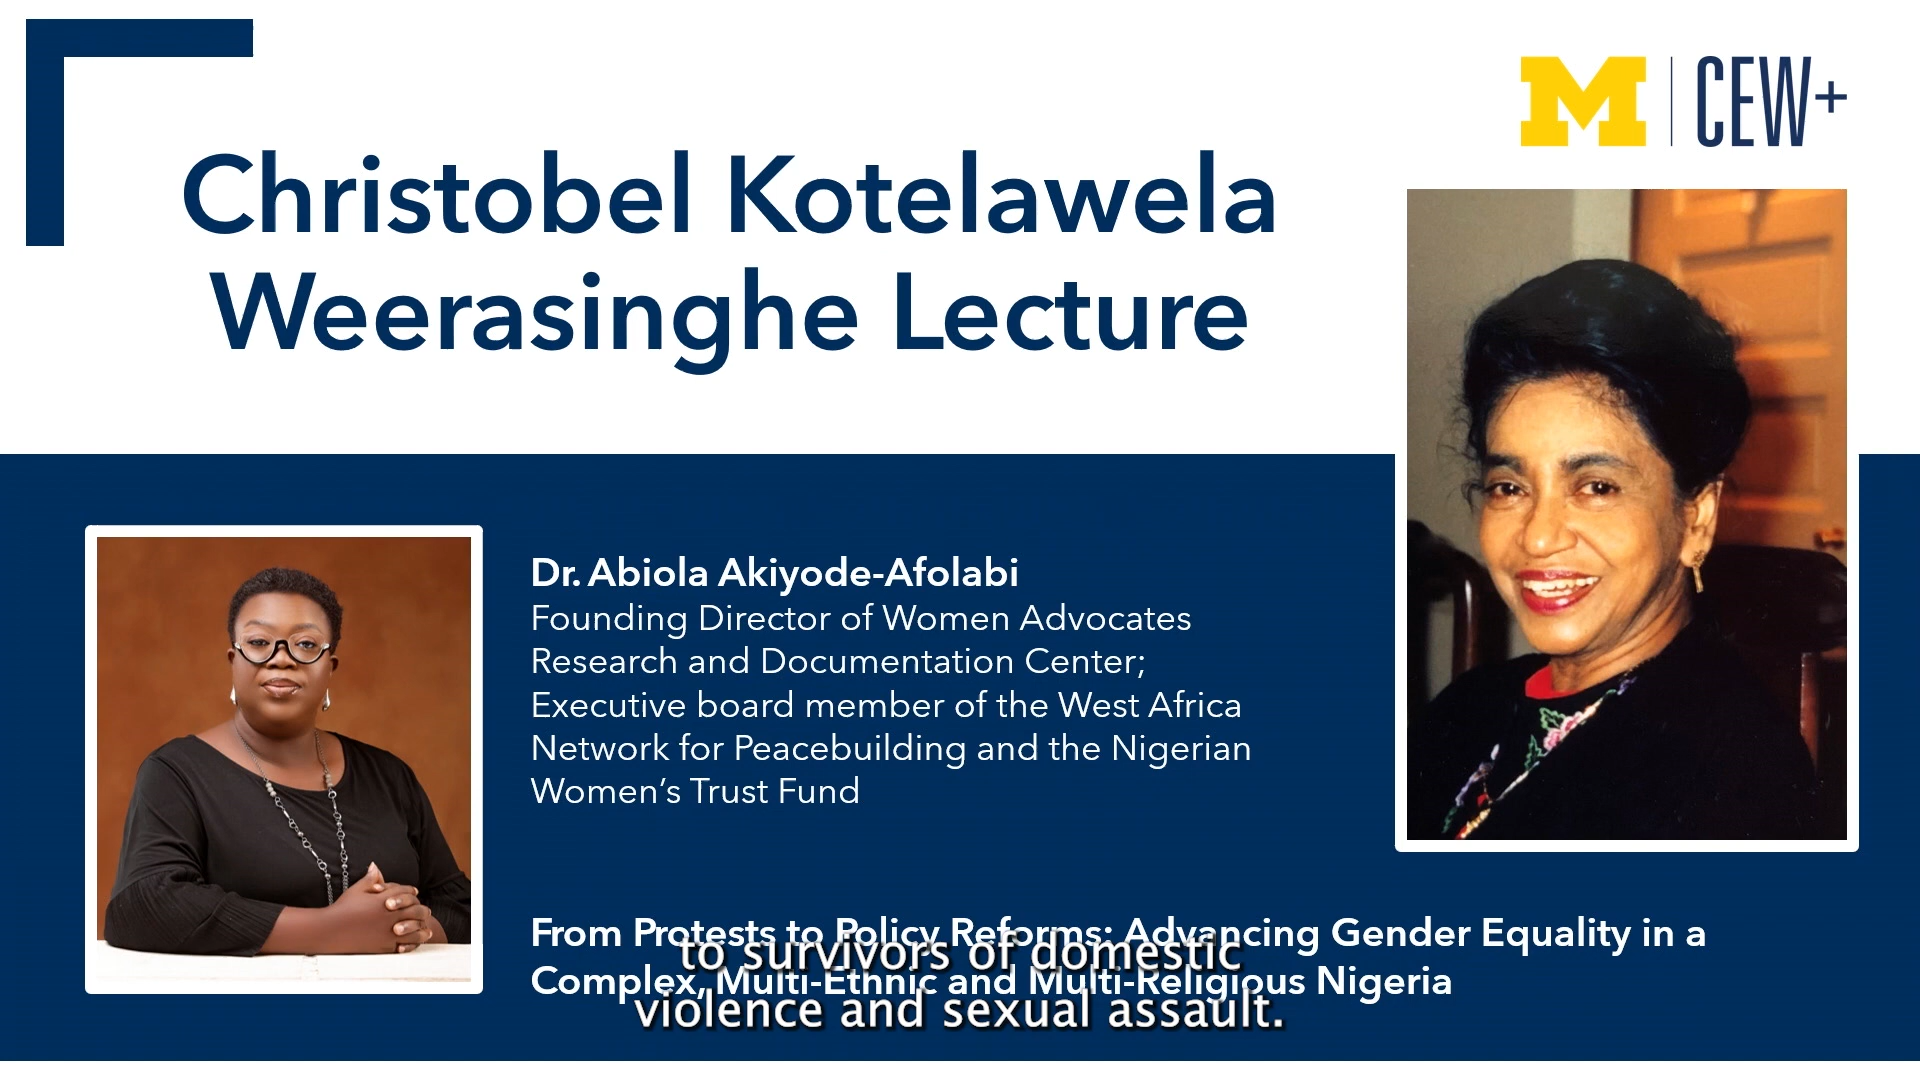 M | CEW+
Christobel Kotelawela
Weerasinghe Lecture
Dr. Abiola Akiyode-Afolabi
Founding Director of Women Advocates
Research and Documentation Center;
Executive board member of the West Africa
Network for Peacebuilding and the Nigerian
Women’s Trust Fund
From Protests to Policy Reforms: Advancing Gender Equality in a
Complex, Multi-Ethnic and Multi-Religious Nigeria
to survivors of domestic
violence and sexual assault.